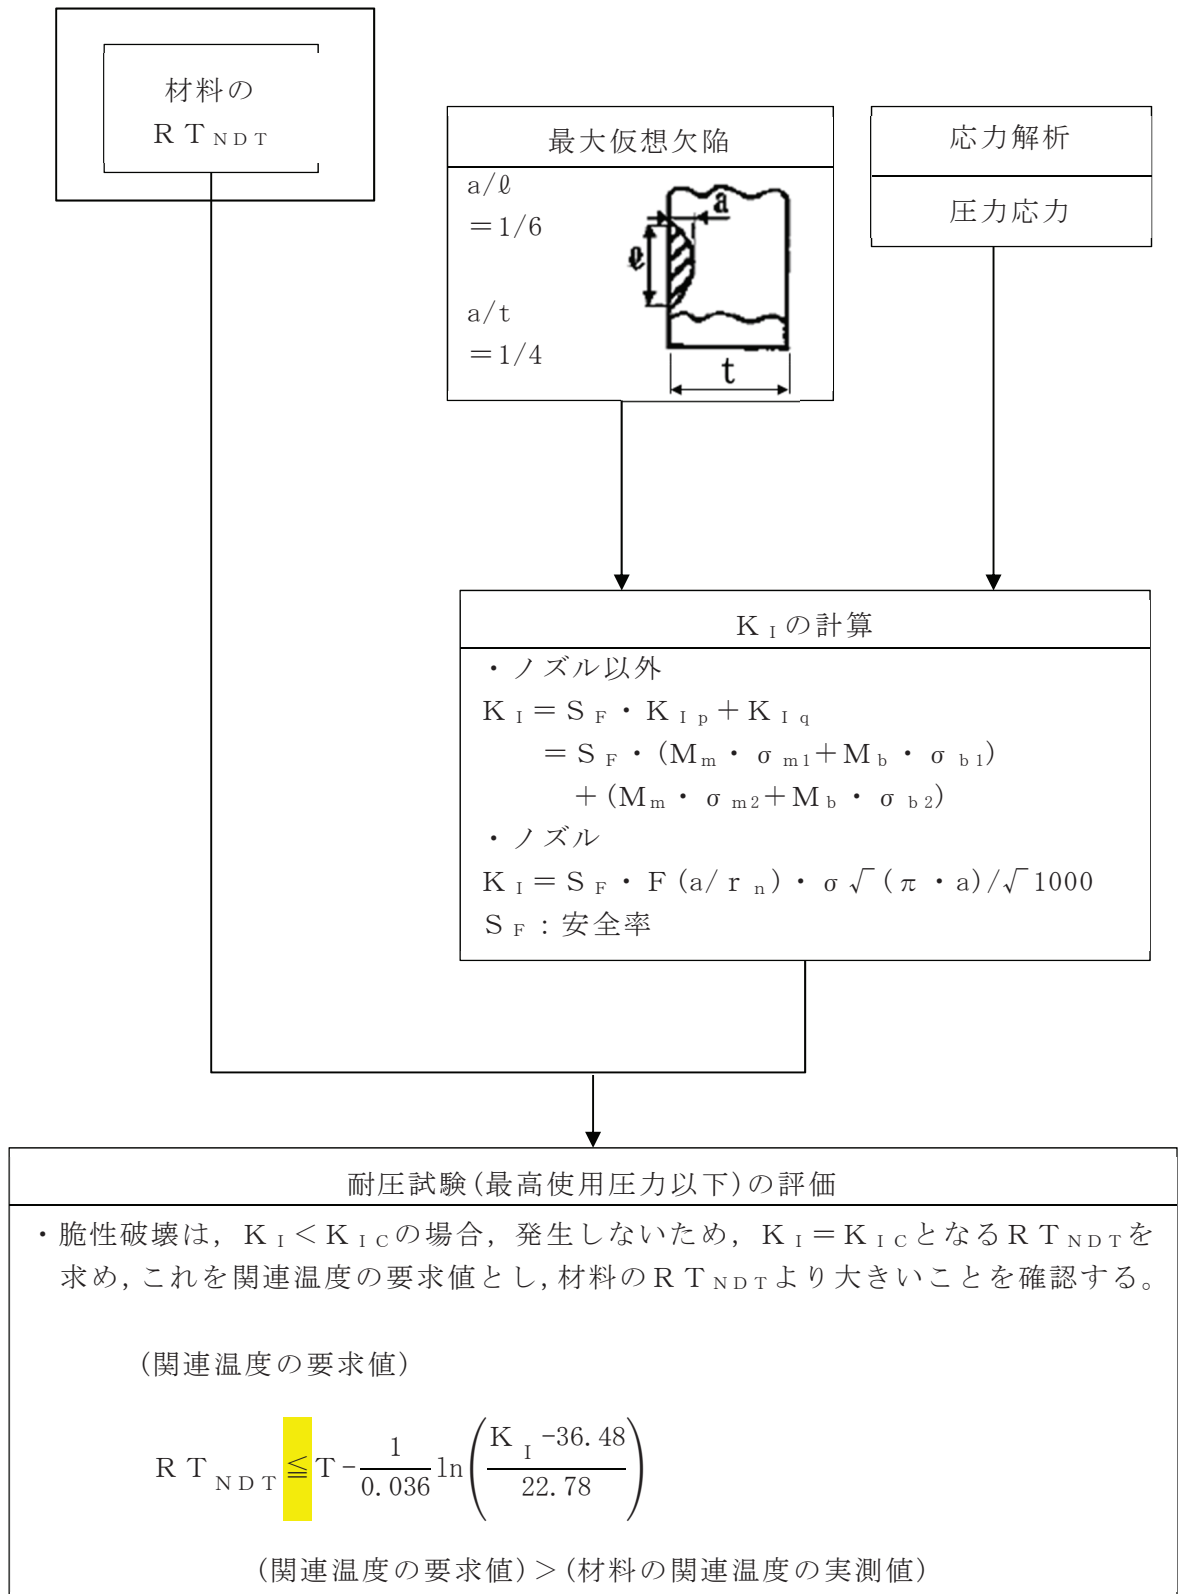 材料の
ＲＴNDT
最大仮想欠陥
a/ℓ
＝1/6
a/t
＝1/4
a
ℓ
t
応力解析
圧力応力
ＫIの計算
・ノズル以外
ＫI＝ＳF・ＫIp＋ＫIq
＝ＳF・(Mm・σm1＋Mb・σb1)
＋(Mm・σm2＋Mb・σb2)
・ノズル
ＫI＝ＳF・F(a/rn)・σ√(π・a)/√1000
ＳF：安全率
耐圧試験(最高使用圧力以下)の評価
・脆性破壊は，ＫI＜ＫICの場合，発生しないため，ＫI＝ＫICとなるＲＴNDTを
求め，これを関連温度の要求値とし，材料のＲＴNDTより大きいことを確認する。
(関連温度の要求値)
ＲＴNDT≦T-1/0.036 ln(ＫI-36.48/22.78)
(関連温度の要求値)＞(材料の関連温度の実測値)